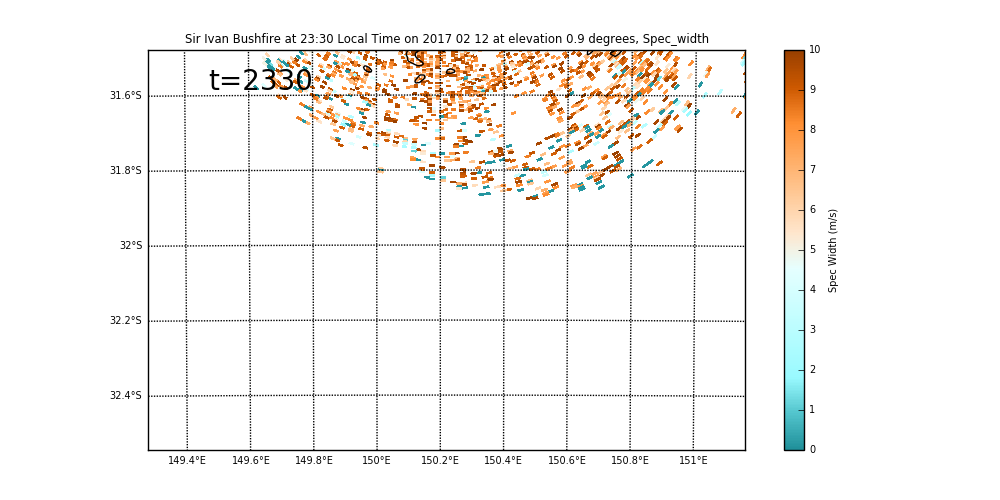 Sir Ivan Bushfire at 23:30 Local Time on 2017 02 12 at elevation 0.9 degrees, Spec_width
t=2330
31.6°S
31.8°S
32°S
32.2°S
32.4°S
149.4°E 149.6°E 149.8°E 150°E 150.2°E 150.4°E 150.6°E 150.8°E 151°E
10
9
8
7
6
5
4
3
2
1
0
Spec Width (m/s)